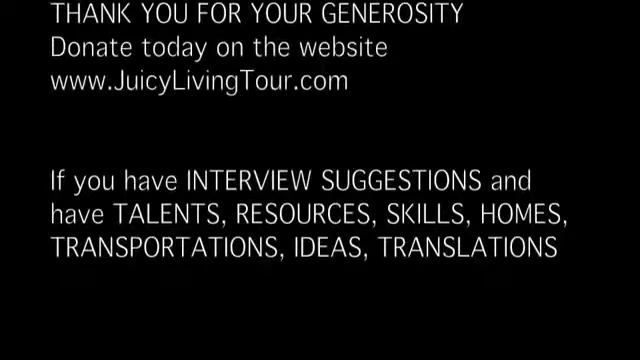 THANK YOU FOR YOUR GENEROSITY
Donate today on the website
www.JuicyLivingTour.com
If you have INTERVIEW SUGGESTIONS and
have TALENTS, RESOURCES, SKILLS, HOMES,
TRANSPORTATIONS, IDEAS, TRANSLATIONS